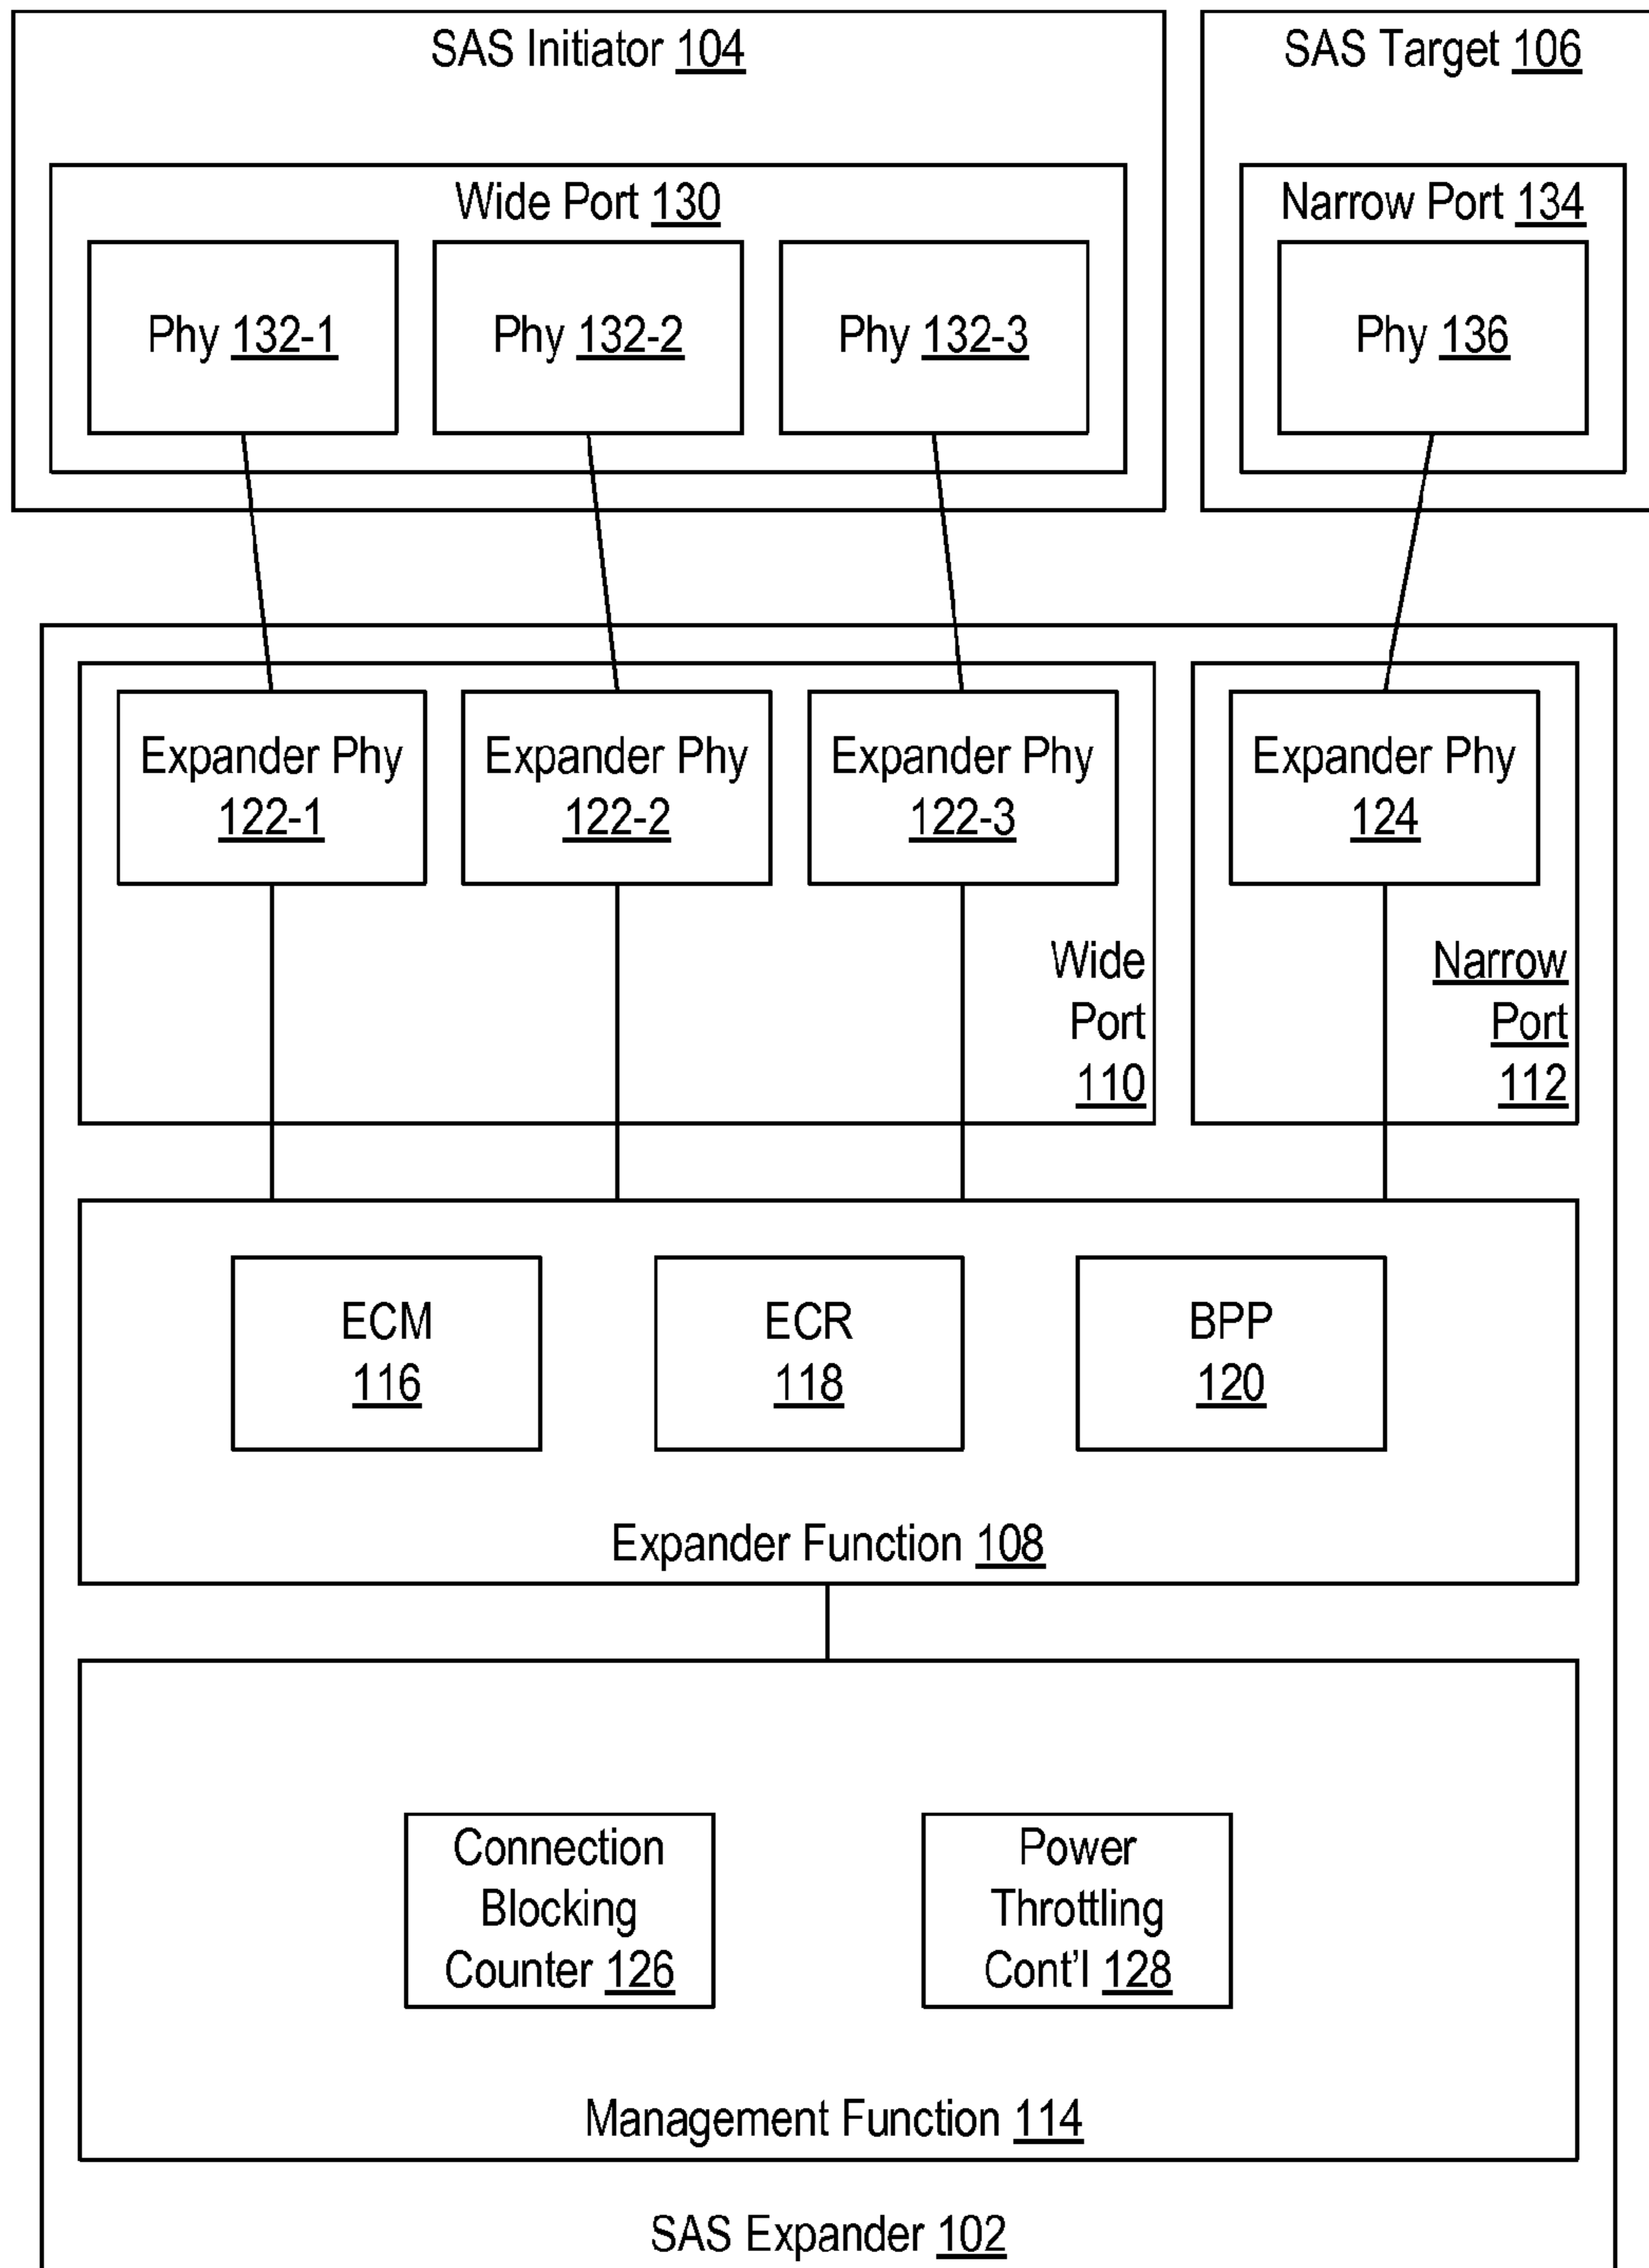 SAS Initiator 104
SAS Target 106
Wide Port 130
Narrow Port 134
Phy 132-1
Phy 132-2
Phy 132-3
Phy 136
Expander Phy
122-1
Expander Phy
122-2
Expander Phy
122-3
Expander Phy
124
Wide
Port
110
Narrow
Port
112
ECM
116
ECR
118
BPP
120
Expander Function 108
Connection
Blocking
Counter 126
Power
Throttling
Cont'l 128
Management Function 114
SAS Expander 102